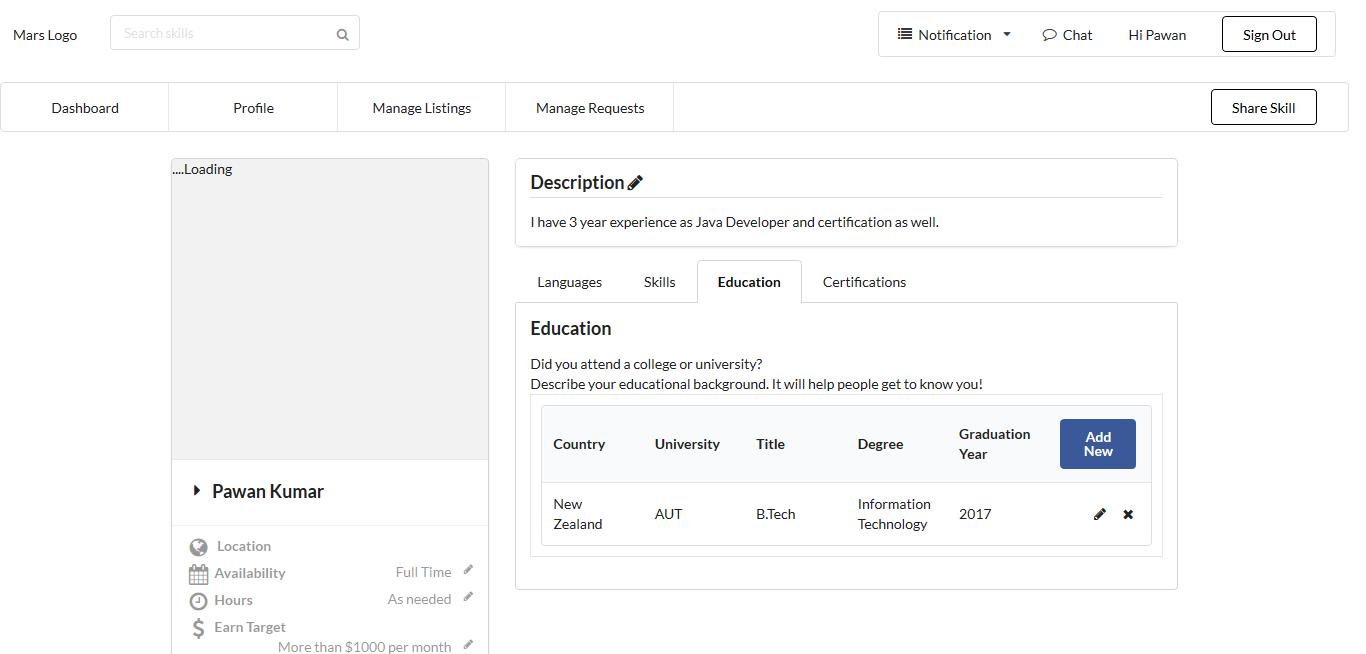 Mars Logo
Search skills
Notification
Chat
Hi Pawan
Sign Out
Dashboard
Profile
Manage Listings
Manage Requests
Share Skill
....Loading
Pawan Kumar
Location
Availability
Full Time
Hours
As needed
Earn Target
More than $1000 per month
Description
I have 3 year experience as Java Developer and certification as well.
Languages
Skills
Education
Certifications
Education
Did you attend a college or university?
Describe your educational background. It will help people get to know you!
Country
University
Title
Degree
Graduation
Year
Add
New
New
Zealand
AUT
B.Tech
Information
Technology
2017